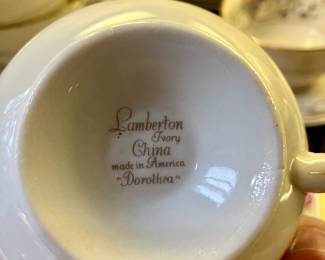 Lamberton
Ivory
China
made in America
"Dorothea"